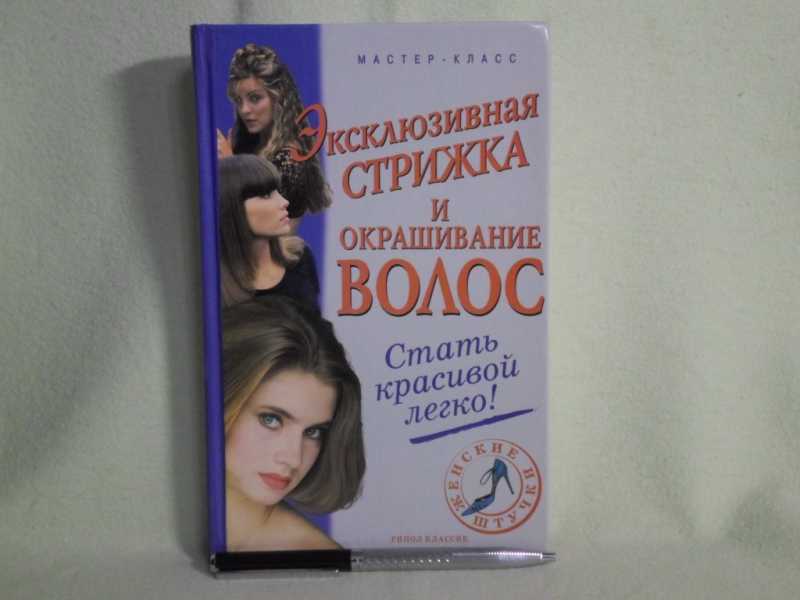 МАСТЕР-КЛАСС
Эксклюзивная
СТРИЖКА
И
ОКРАШИВАНИЕ
ВОЛОС
Стать
красивой
легко!
ЖЕНСКИЕ
ШТУЧКИ
РИПОЛ КЛАССИК